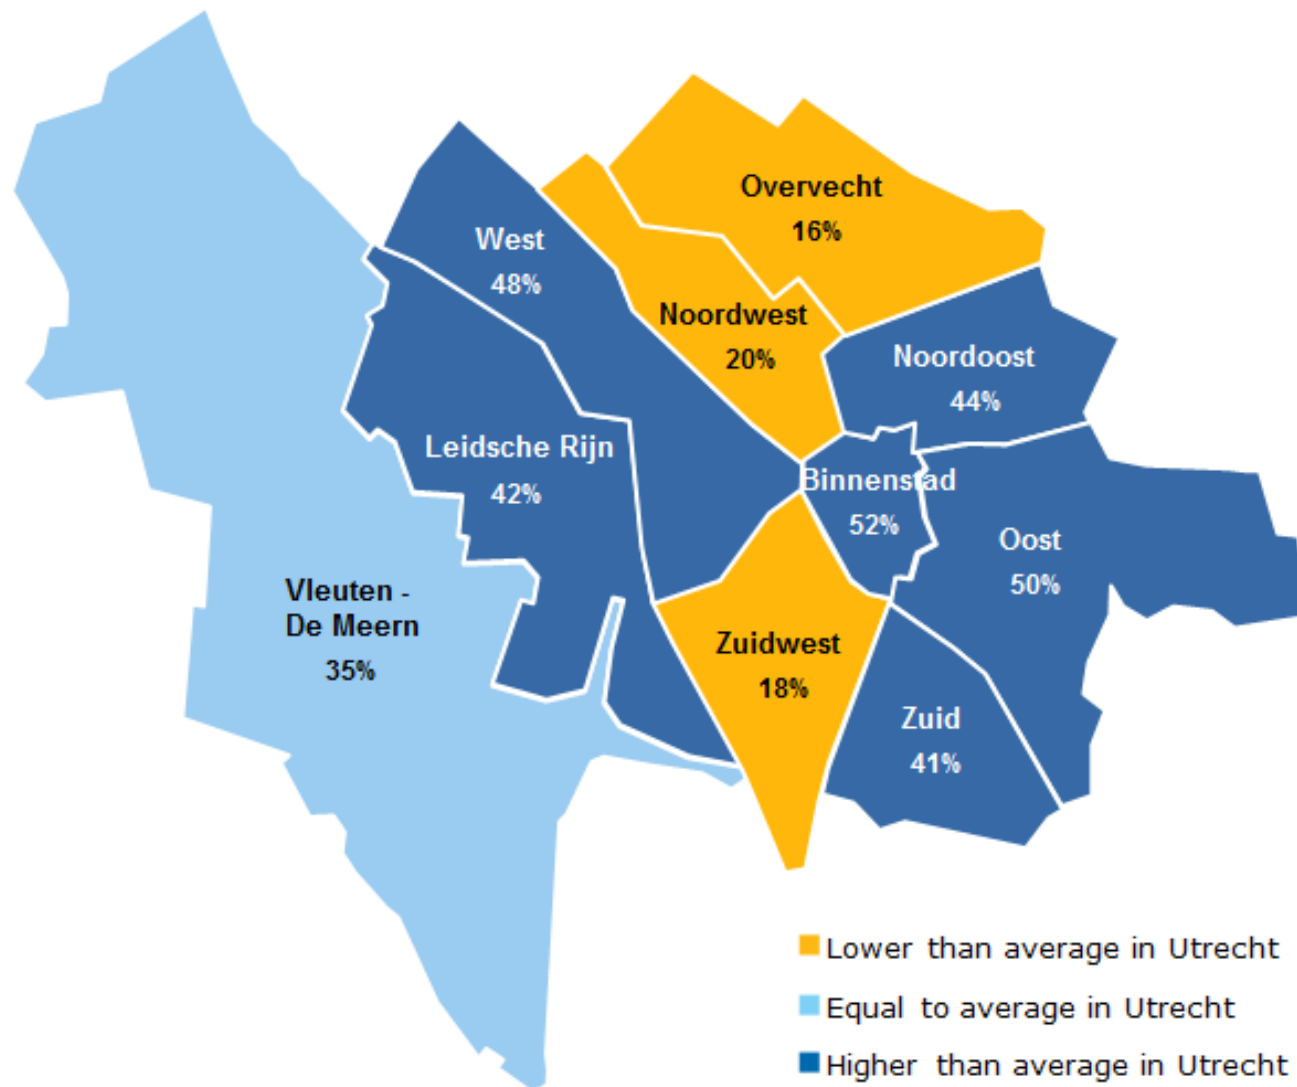 Overvecht
16%
West
48%
Noordwest
20%
Noordoost
44%
Leidsche Rijn
42%
Binnenstad
52%
Oost
50%
Vleuten -
De Meern
35%
Zuidwest
18%
Zuid
41%
Lower than average in Utrecht
Equal to average in Utrecht
Higher than average in Utrecht